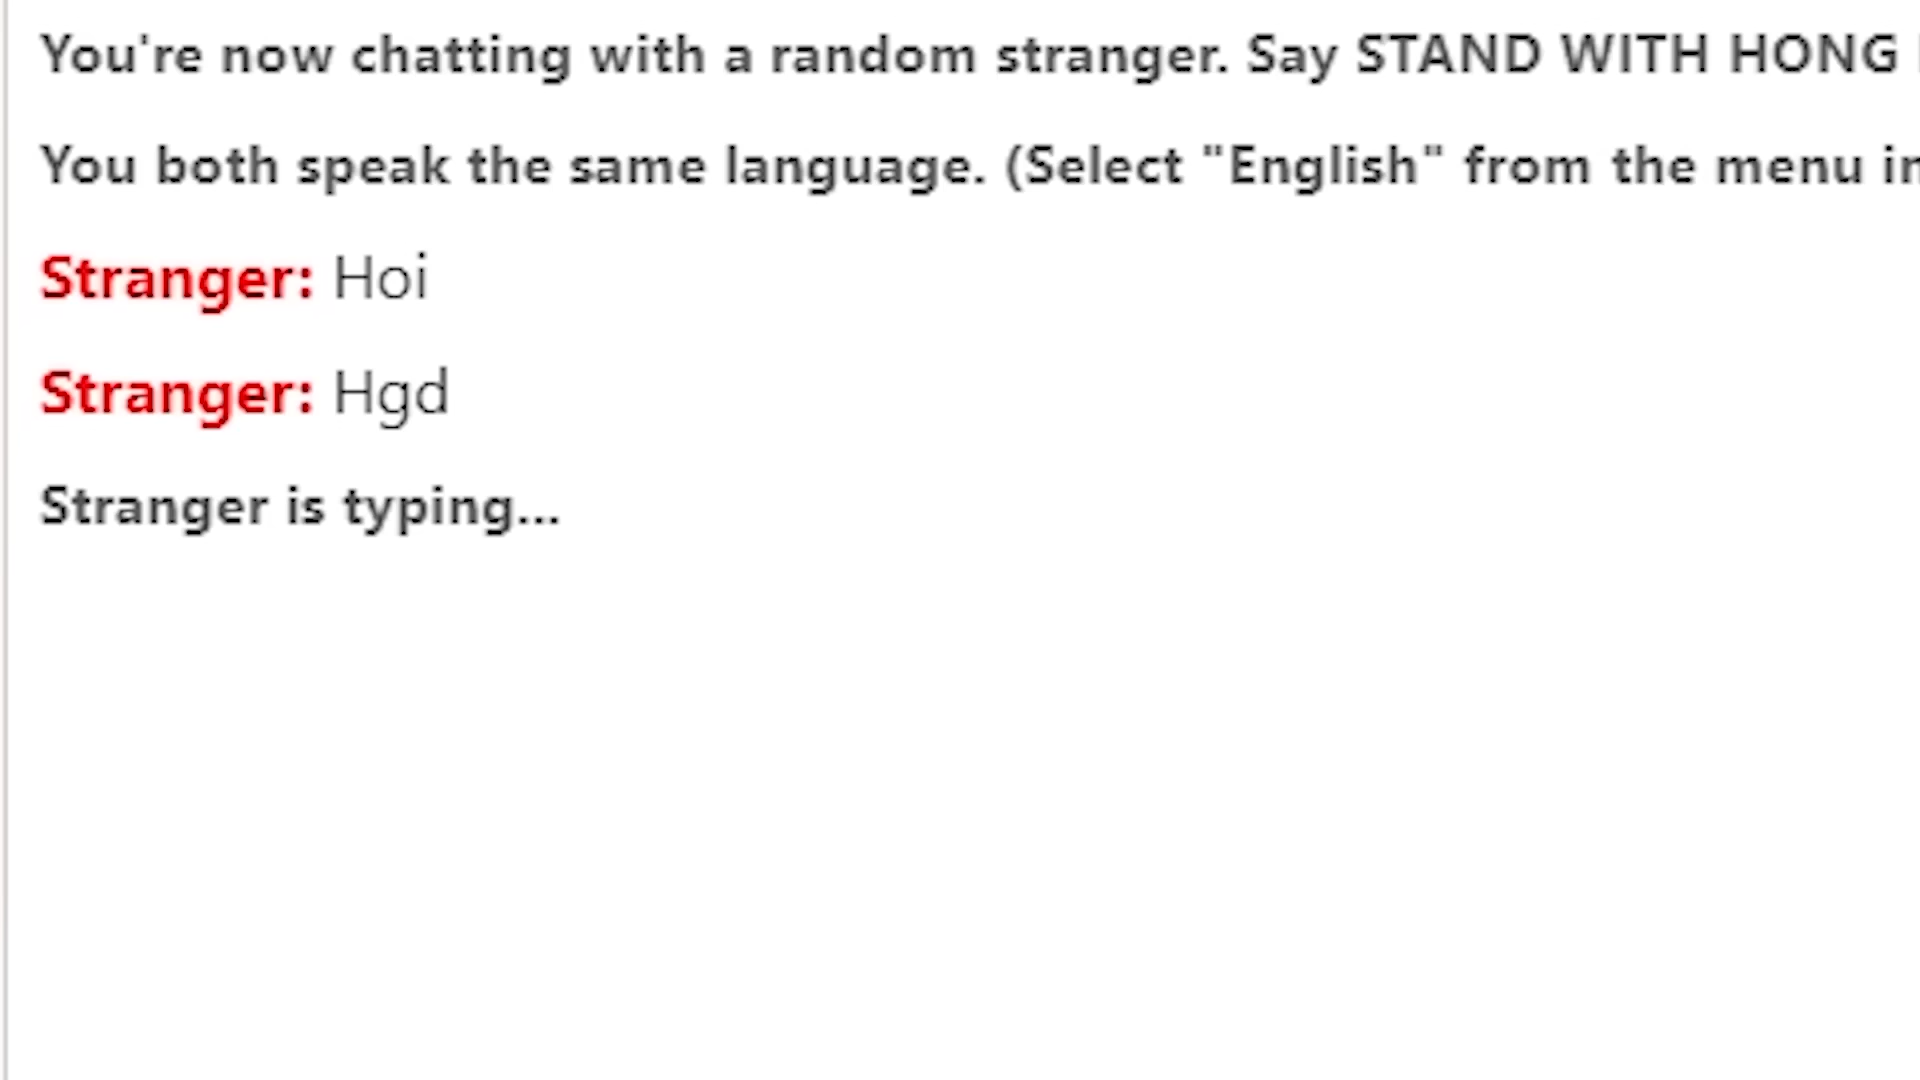 You're now chatting with a random stranger. Say STAND WITH HONG
You both speak the same language. (Select "English" from the menu in
Stranger: Hoi
Stranger: Hgd
Stranger is typing...